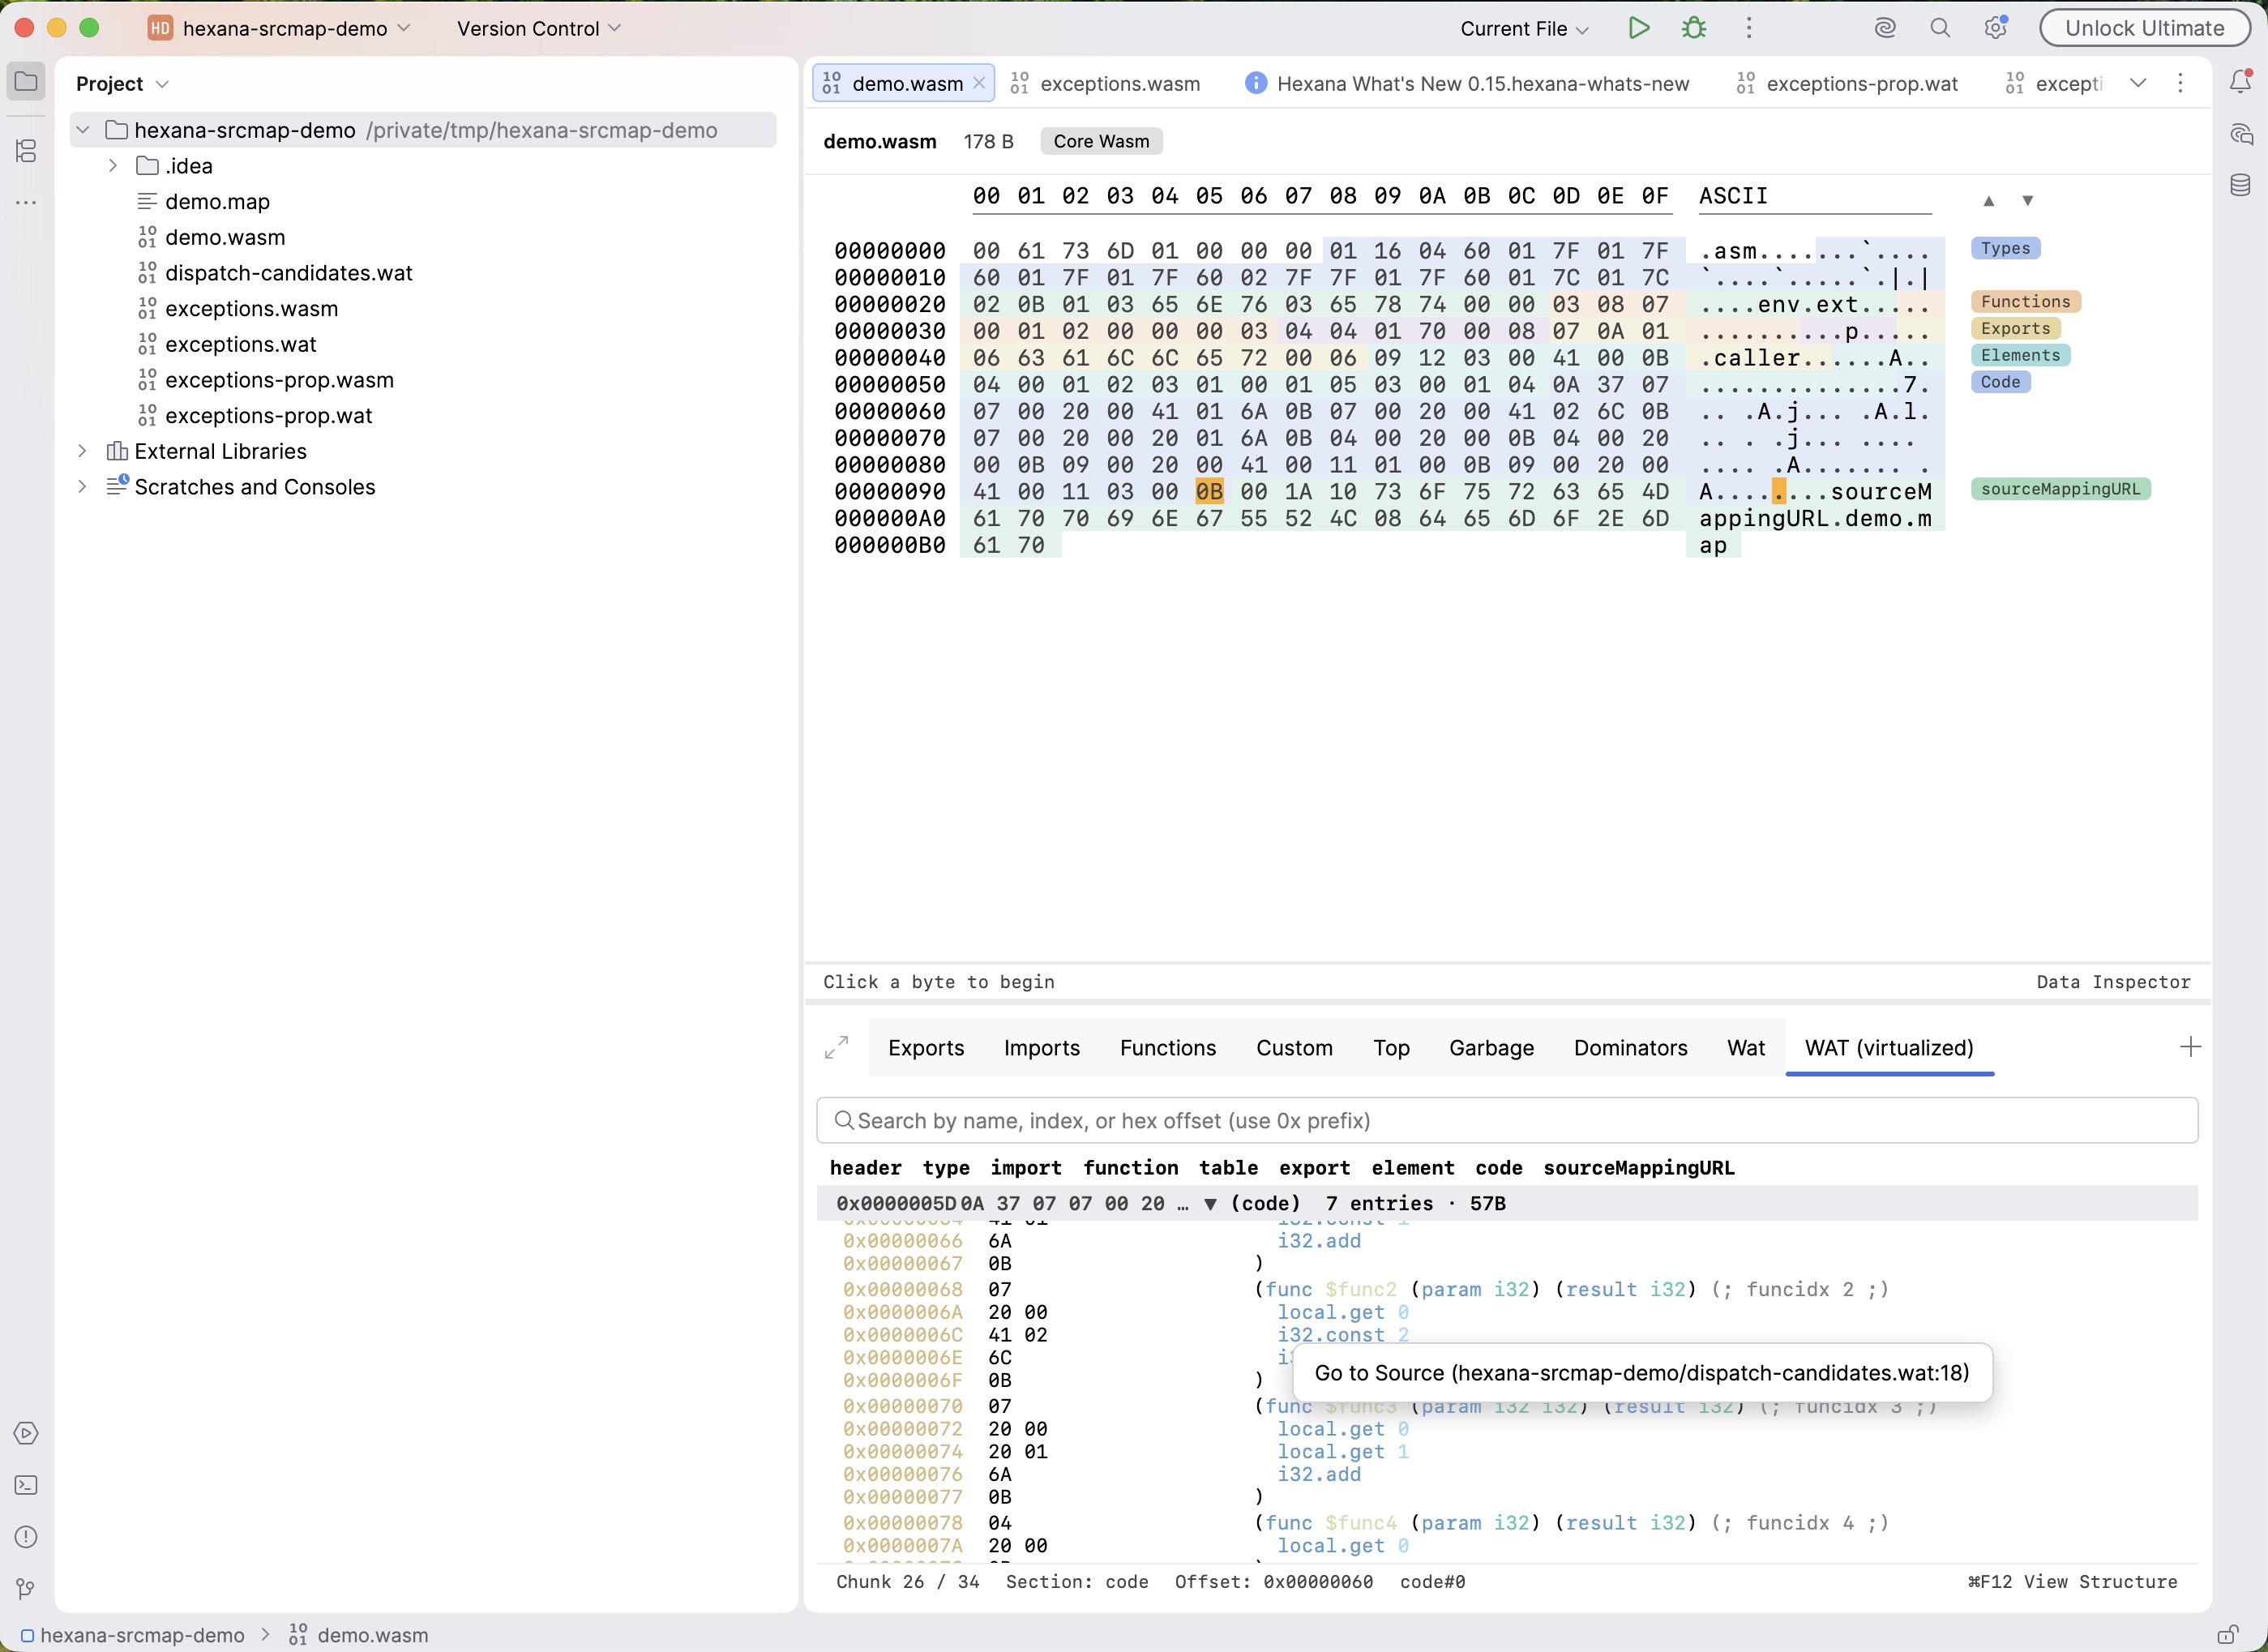 HD hexana-srcmap-demo Version Control Current File Unlock Ultimate
Project
hexana-srcmap-demo /private/tmp/hexana-srcmap-demo
.idea
demo.map
demo.wasm
dispatch-candidates.wat
exceptions.wasm
exceptions.wat
exceptions-prop.wasm
exceptions-prop.wat
External Libraries
Scratches and Consoles
demo.wasm exceptions.wasm Hexana What's New 0.15.hexana-whats-new exceptions-prop.wat excepti
demo.wasm 178 B Core Wasm
00 01 02 03 04 05 06 07 08 09 0A 0B 0C 0D 0E 0F ASCII
00000000 00 61 73 6D 01 00 00 00 01 16 04 60 01 7F 01 7F .asm.......`.... Types
00000010 60 01 7F 01 7F 60 02 7F 7F 01 7F 60 01 7C 01 7C `....`.....`.|.|
00000020 02 0B 01 03 65 6E 76 03 65 78 74 00 00 03 08 07 ....env.ext..... Functions
00000030 00 01 02 00 00 00 03 04 04 01 70 00 08 07 0A 01 ..........p..... Exports
00000040 06 63 61 6C 6C 65 72 00 06 09 12 03 00 41 00 0B .caller......A.. Elements
00000050 04 00 01 02 03 01 00 01 05 03 00 01 04 0A 37 07 ..............7. Code
00000060 07 00 20 00 41 01 6A 0B 07 00 20 00 41 02 6C 0B .. .A.j... .A.l.
00000070 07 00 20 00 20 01 6A 0B 04 00 20 00 0B 04 00 20 .. . .j... ....
00000080 00 0B 09 00 20 00 41 00 11 01 00 0B 09 00 20 00 .... .A....... .
00000090 41 00 11 03 00 0B 00 1A 10 73 6F 75 72 63 65 4D A........sourceM sourceMappingURL
000000A0 61 70 70 69 6E 67 55 52 4C 08 64 65 6D 6F 2E 6D appingURL.demo.m
000000B0 61 70 ap
Click a byte to begin Data Inspector
Exports Imports Functions Custom Top Garbage Dominators Wat WAT (virtualized)
Search by name, index, or hex offset (use 0x prefix)
header type import function table export element code sourceMappingURL
0x0000005D 0A 37 07 07 00 20 … ▼ (code) 7 entries · 57B
0x00000066 6A i32.add
0x00000067 0B )
0x00000068 07 (func $func2 (param i32) (result i32) (; funcidx 2 ;)
0x0000006A 20 00 local.get 0
0x0000006C 41 02 i32.const 2
0x0000006E 6C
Go to Source (hexana-srcmap-demo/dispatch-candidates.wat:18)
0x0000006F 0B )
0x00000070 07 (func $func3 (param i32 i32) (result i32) (; funcidx 3 ;)
0x00000072 20 00 local.get 0
0x00000074 20 01 local.get 1
0x00000076 6A i32.add
0x00000077 0B )
0x00000078 04 (func $func4 (param i32) (result i32) (; funcidx 4 ;)
0x0000007A 20 00 local.get 0
Chunk 26 / 34 Section: code Offset: 0x00000060 code#0 ⌘F12 View Structure
hexana-srcmap-demo > demo.wasm